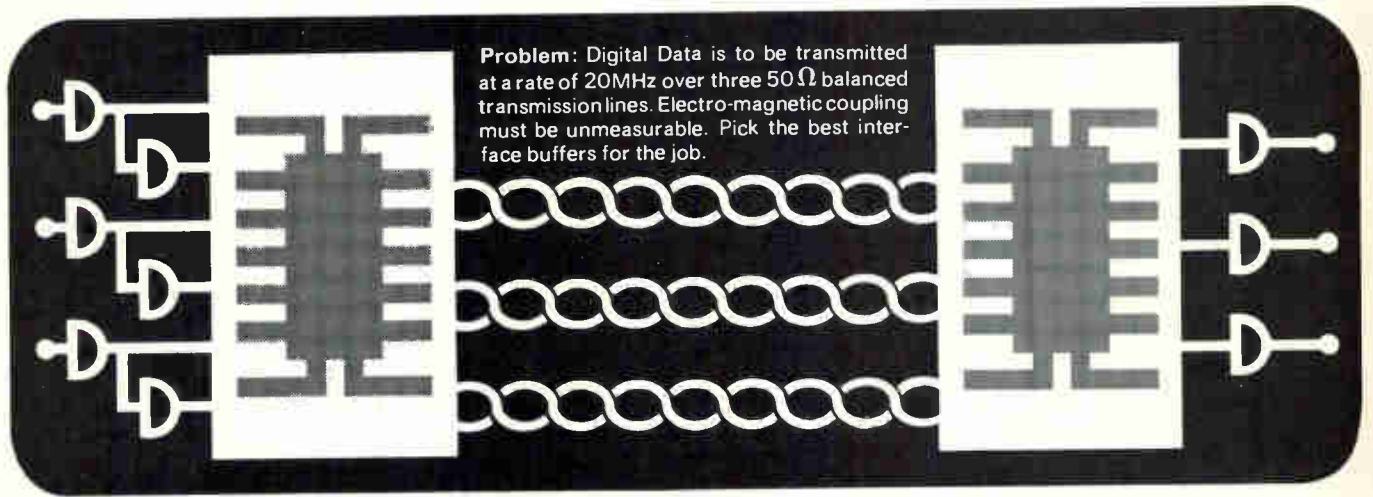 Problem: Digital Data is to be transmitted
at a rate of 20MHz over three 50 Ω balanced
transmission lines. Electro-magnetic coupling
must be unmeasurable. Pick the best inter-
face buffers for the job.